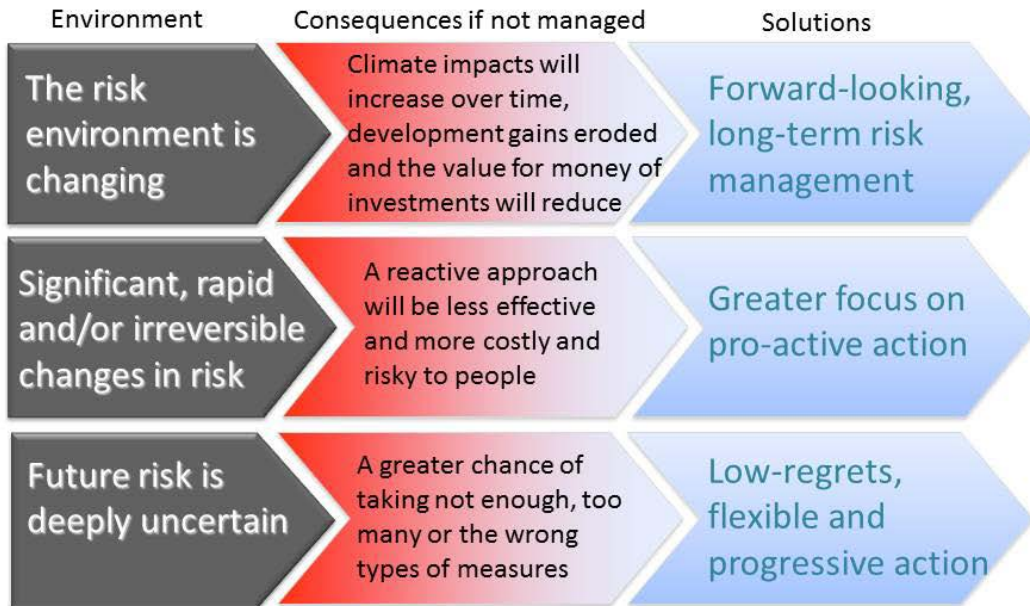 Environment
Consequences if not managed
Solutions
The risk
environment is
changing
Climate impacts will
increase over time,
development gains eroded
and the value for money of
investments will reduce
Forward-looking,
long-term risk
management
Significant, rapid
and/or irreversible
changes in risk
A reactive approach
will be less effective
and more costly and
risky to people
Greater focus on
pro-active action
Future risk is
deeply uncertain
A greater chance of
taking not enough, too
many or the wrong
types of measures
Low-regrets,
flexible and
progressive action